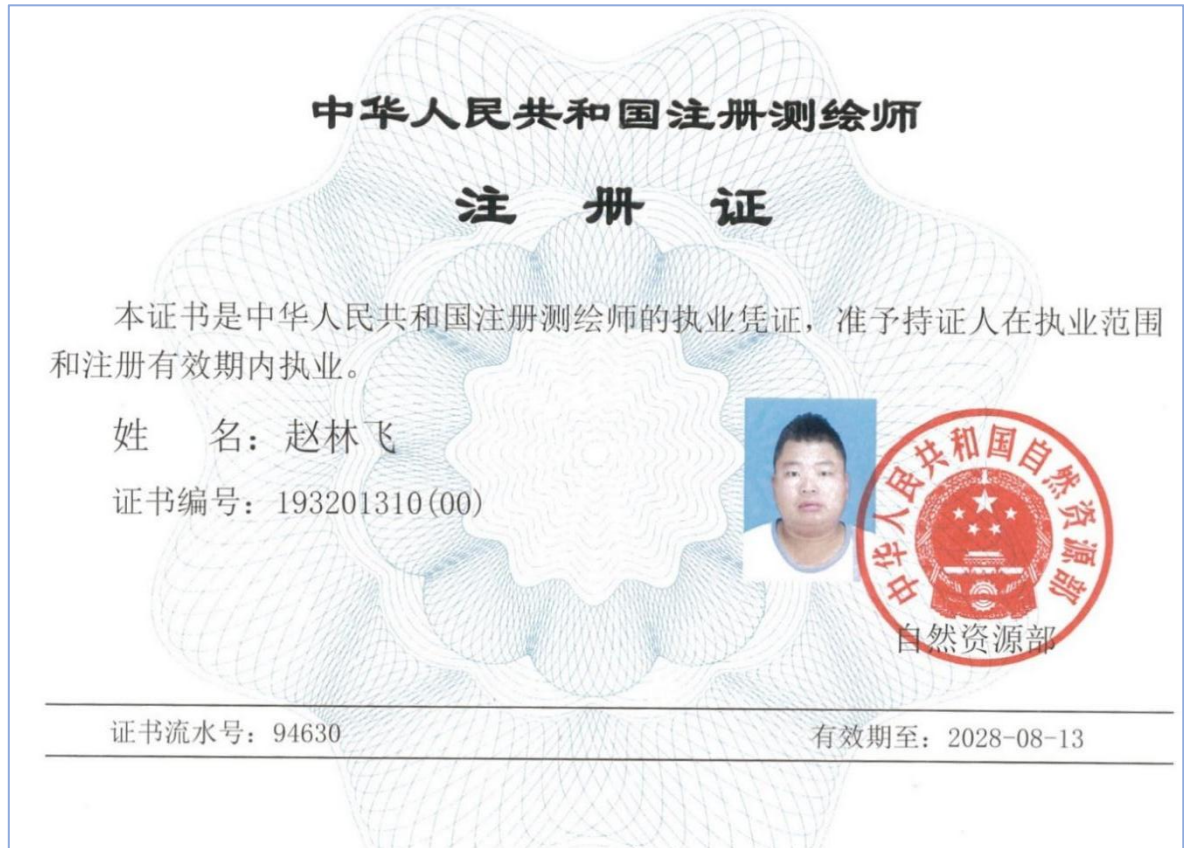 中华人民共和国注册测绘师
注 册 证
本证书是中华人民共和国注册测绘师的执业凭证，准予持证人在执业范围
和注册有效期内执业。
姓 名：赵林飞
证书编号：193201310(00)
中华人民共和国自然资源部
自然资源部
证书流水号：94630
有效期至：2028-08-13